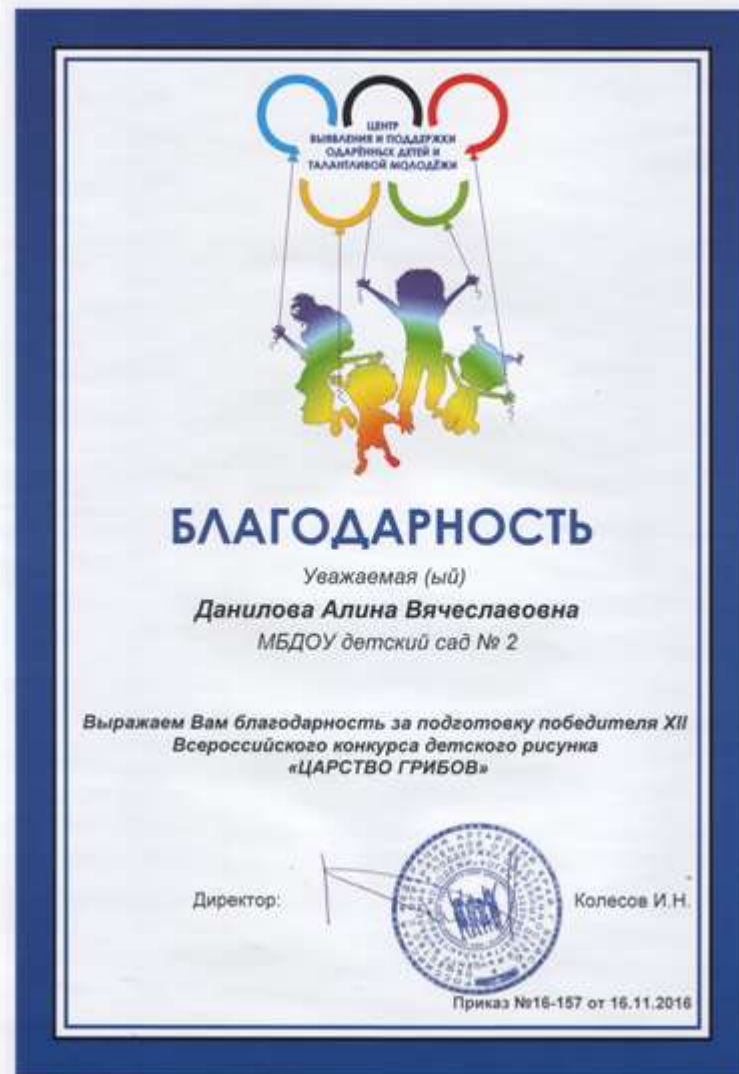 ЦЕНТР
ВЫЯВЛЕНИЯ И ПОДДЕРЖКИ
ОДАРЁННЫХ ДЕТЕЙ И
ТАЛАНТЛИВОЙ МОЛОДЁЖИ
БЛАГОДАРНОСТЬ
Уважаемая (ый)
Данилова Алина Вячеславовна
МБДОУ детский сад № 2
Выражаем Вам благодарность за подготовку победителя XII
Всероссийского конкурса детского рисунка
«ЦАРСТВО ГРИБОВ»
Директор:
Колесов И.Н.
Приказ №16-157 от 16.11.2016